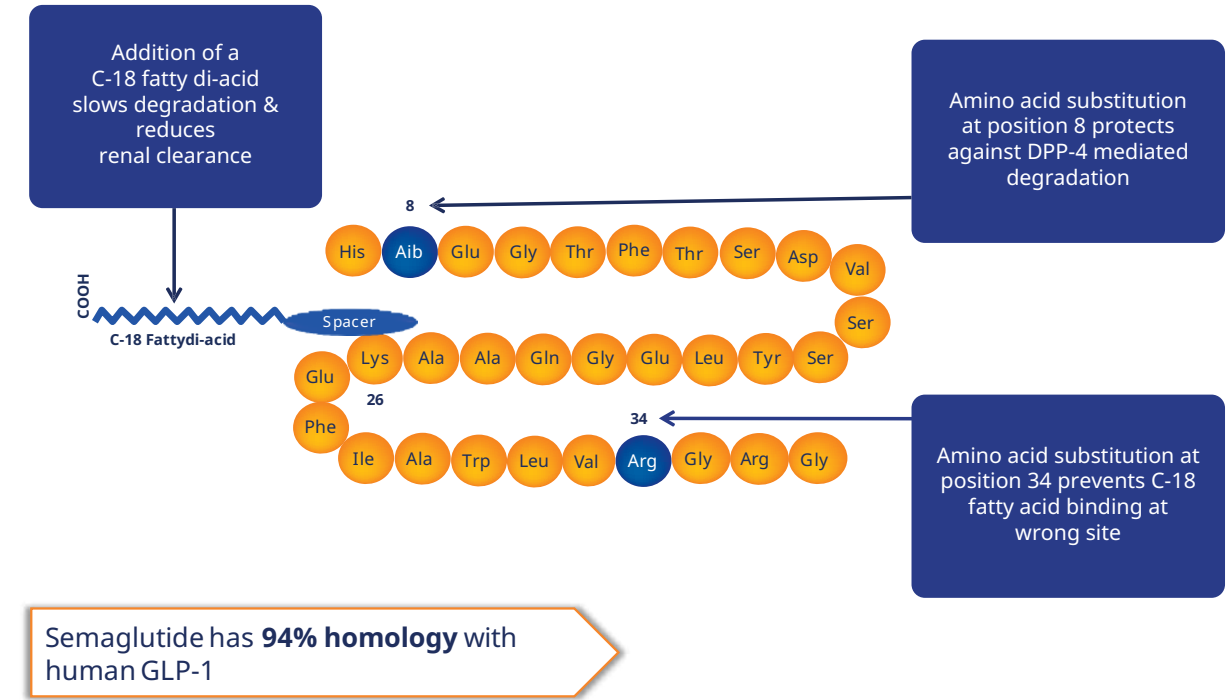 Addition of a
C-18 fatty di-acid
slows degradation &
reduces
renal clearance
Amino acid substitution
at position 8 protects
against DPP-4 mediated
degradation
8
His Aib Glu Gly Thr Phe Thr Ser Asp Val
Ser
COOH
Spacer
C-18 Fattydi-acid
Lys Ala Ala Gln Gly Glu Leu Tyr Ser
Glu
26
Phe
34
Ile Ala Trp Leu Val Arg Gly Arg Gly
Amino acid substitution at
position 34 prevents C-18
fatty acid binding at
wrong site
Semaglutide has 94% homology with
human GLP-1